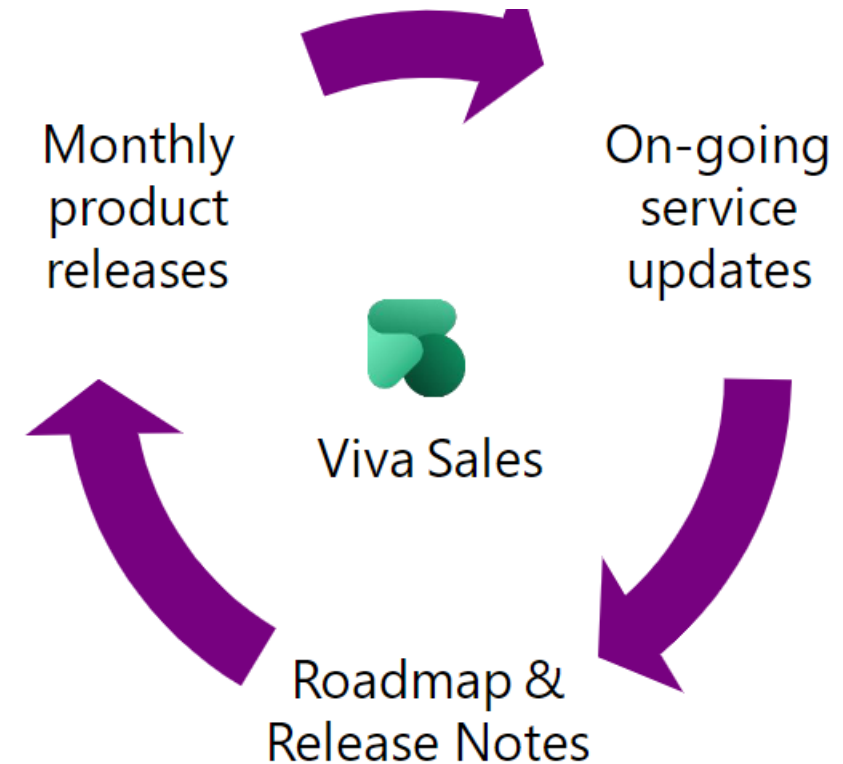 Monthly
product
releases
On-going
service
updates
Viva Sales
Roadmap &
Release Notes